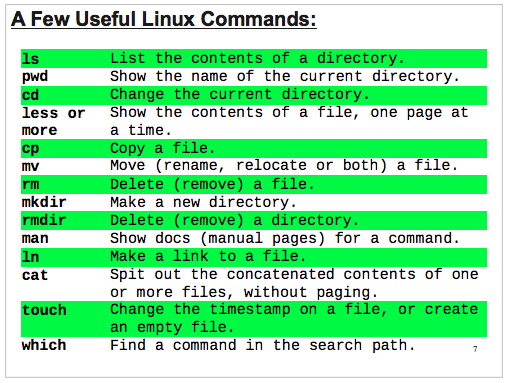 A Few Useful Linux Commands:
ls List the contents of a directory.
pwd Show the name of the current directory.
cd Change the current directory.
less or Show the contents of a file, one page at
more a time.
cp Copy a file.
mv Move (rename, relocate or both) a file.
rm Delete (remove) a file.
mkdir Make a new directory.
rmdir Delete (remove) a directory.
man Show docs (manual pages) for a command.
ln Make a link to a file.
cat Spit out the concatenated contents of one
or more files, without paging.
touch Change the timestamp on a file, or create
an empty file.
which Find a command in the search path.
7